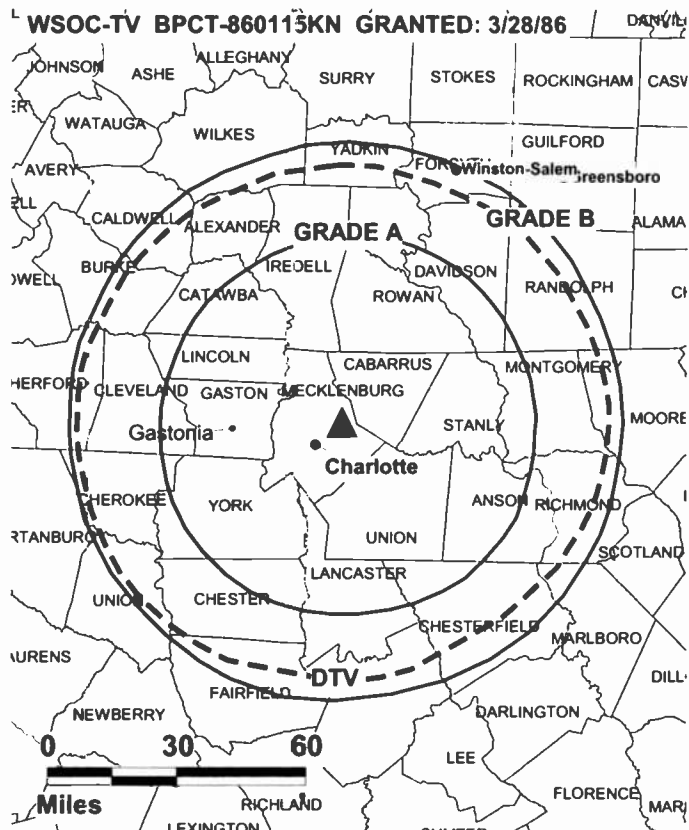 WSOC-TV BPCT-860115KN GRANTED: 3/28/86
ALLEGHANY
JOHNSON
ASHE
SURRY
STOKES
ROCKINGHAM
WATAUGA
WILKES
YADKIN
GUILFORD
AVERY
Winston-Salem
CALDWELL
ALEXANDER
GRADE A
GRADE B
BURKE
IREDELL
DAVIDSON
CATAWBA
ROWAN
RANDOLPH
LINCOLN
CABARRUS
MONTGOMERY
CLEVELAND
GASTON
MECKLENBURG
MOORE
Gastonia
STANLY
Charlotte
CHEROKEE
YORK
ANSON
RICHMOND
UNION
SCOTLAND
LANCASTER
UNION
CHESTER
CHESTERFIELD
MARLBORO
DTV
FAIRFIELD
NEWBERRY
DARLINGTON
0 30 60
LEE
Miles
RICHLAND
FLORENCE
LEXINGTON